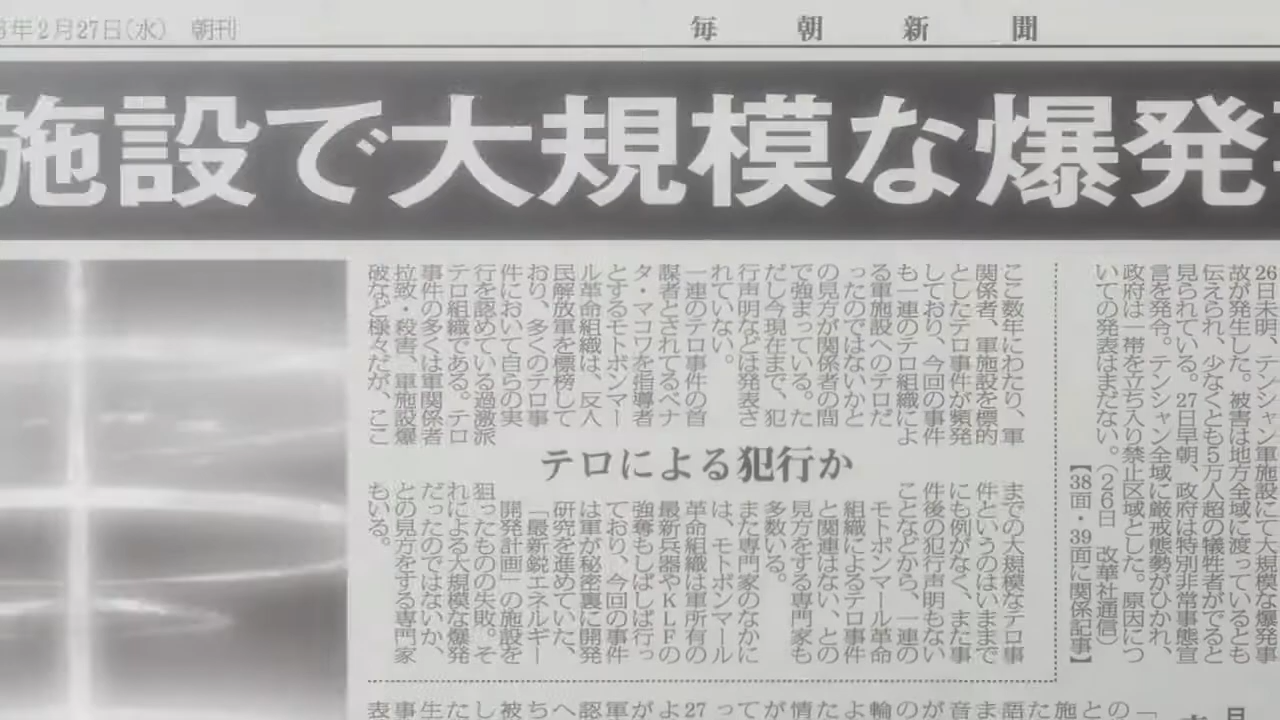 年2月27日(水) 朝刊
毎朝新聞
施設で大規模な爆発
26日未明、テンシャン軍施設にて大規模な爆発事
故が発生した。被害は地方全域に渡っているとも
伝えられ、少なくとも5万人超の犠牲者がでると
見られている。27日早朝、政府は特別非常事態宣
言を発令。テンシャン全域に厳戒態勢がひかれ、
政府は一帯を立ち入り禁止区域とした。原因につ
いての発表はまだない。(26日 改華社通信)
【38面・39面に関係記事】
ここ数年にわたり、軍
関係者、軍施設を標的
としたテロ事件が頻発
しており、今回の事件
も一連のテロ組織によ
る軍施設へのテロだ
ったのではないかと
の見方が関係者の間
で強まっている。た
だし今現在まで、犯
行声明などは発表さ
れていない。
一連のテロ事件の首
謀者とされてるベナ
タ・マコワを指導者
とするモトボンマー
ル革命組織は、反人
民解放軍を標榜して
おり、多くのテロ事
件において自らの実
行を認めている過激派
テロ組織である。テロ
事件の多くは軍関係者
拉致・殺害、軍施設爆
破など様々だが、ここ
テロによる犯行か
までの大規模なテロ事
件というのはいままで
にも例がなく、また事
件後の犯行声明もない
ことなどから、一連の
モトボンマール革命
組織によるテロ事件
と関連はない、との
見方をする専門家も
多数いる。
また専門家のなかに
は、モトボンマール
革命組織は軍所有の
最新兵器やKLFの
強奪もしばしば行っ
ており、今回の事件
は軍が秘密裏に開発
研究を進めていた、
「最新鋭エネルギー
開発計画」の施設を
狙ったものの失敗。そ
れによる大規模な爆発
だったのではないか、
との見方をする専門家
もいる。